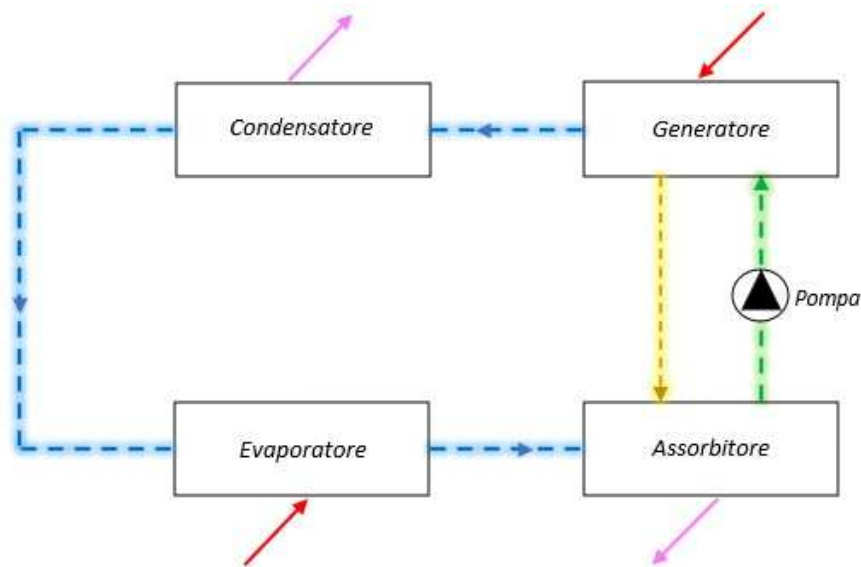 Condensatore
Generatore
Pompa
Evaporatore
Assorbitore